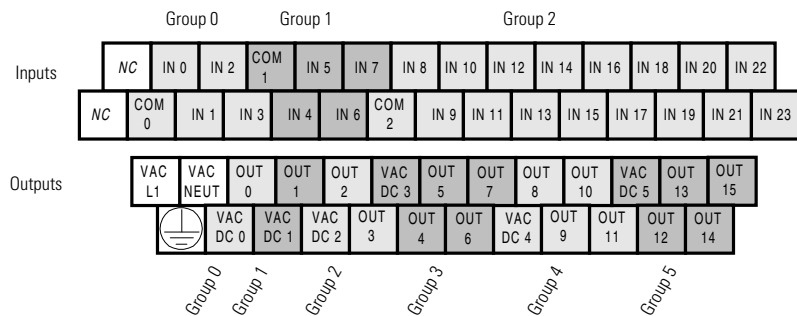 Group 0 Group 1 Group 2
Inputs
NC IN 0 IN 2 COM 1 IN 5 IN 7 IN 8 IN 10 IN 12 IN 14 IN 16 IN 18 IN 20 IN 22
NC COM 0 IN 1 IN 3 IN 4 IN 6 COM 2 IN 9 IN 11 IN 13 IN 15 IN 17 IN 19 IN 21 IN 23
Outputs
VAC L1 VAC NEUT OUT 0 OUT 1 OUT 2 VAC DC 3 OUT 5 OUT 7 OUT 8 OUT 10 VAC DC 5 OUT 13 OUT 15
VAC DC 0 VAC DC 1 VAC DC 2 OUT 3 OUT 4 OUT 6 VAC DC 4 OUT 9 OUT 11 OUT 12 OUT 14
Group 0 Group 1 Group 2 Group 3 Group 4 Group 5